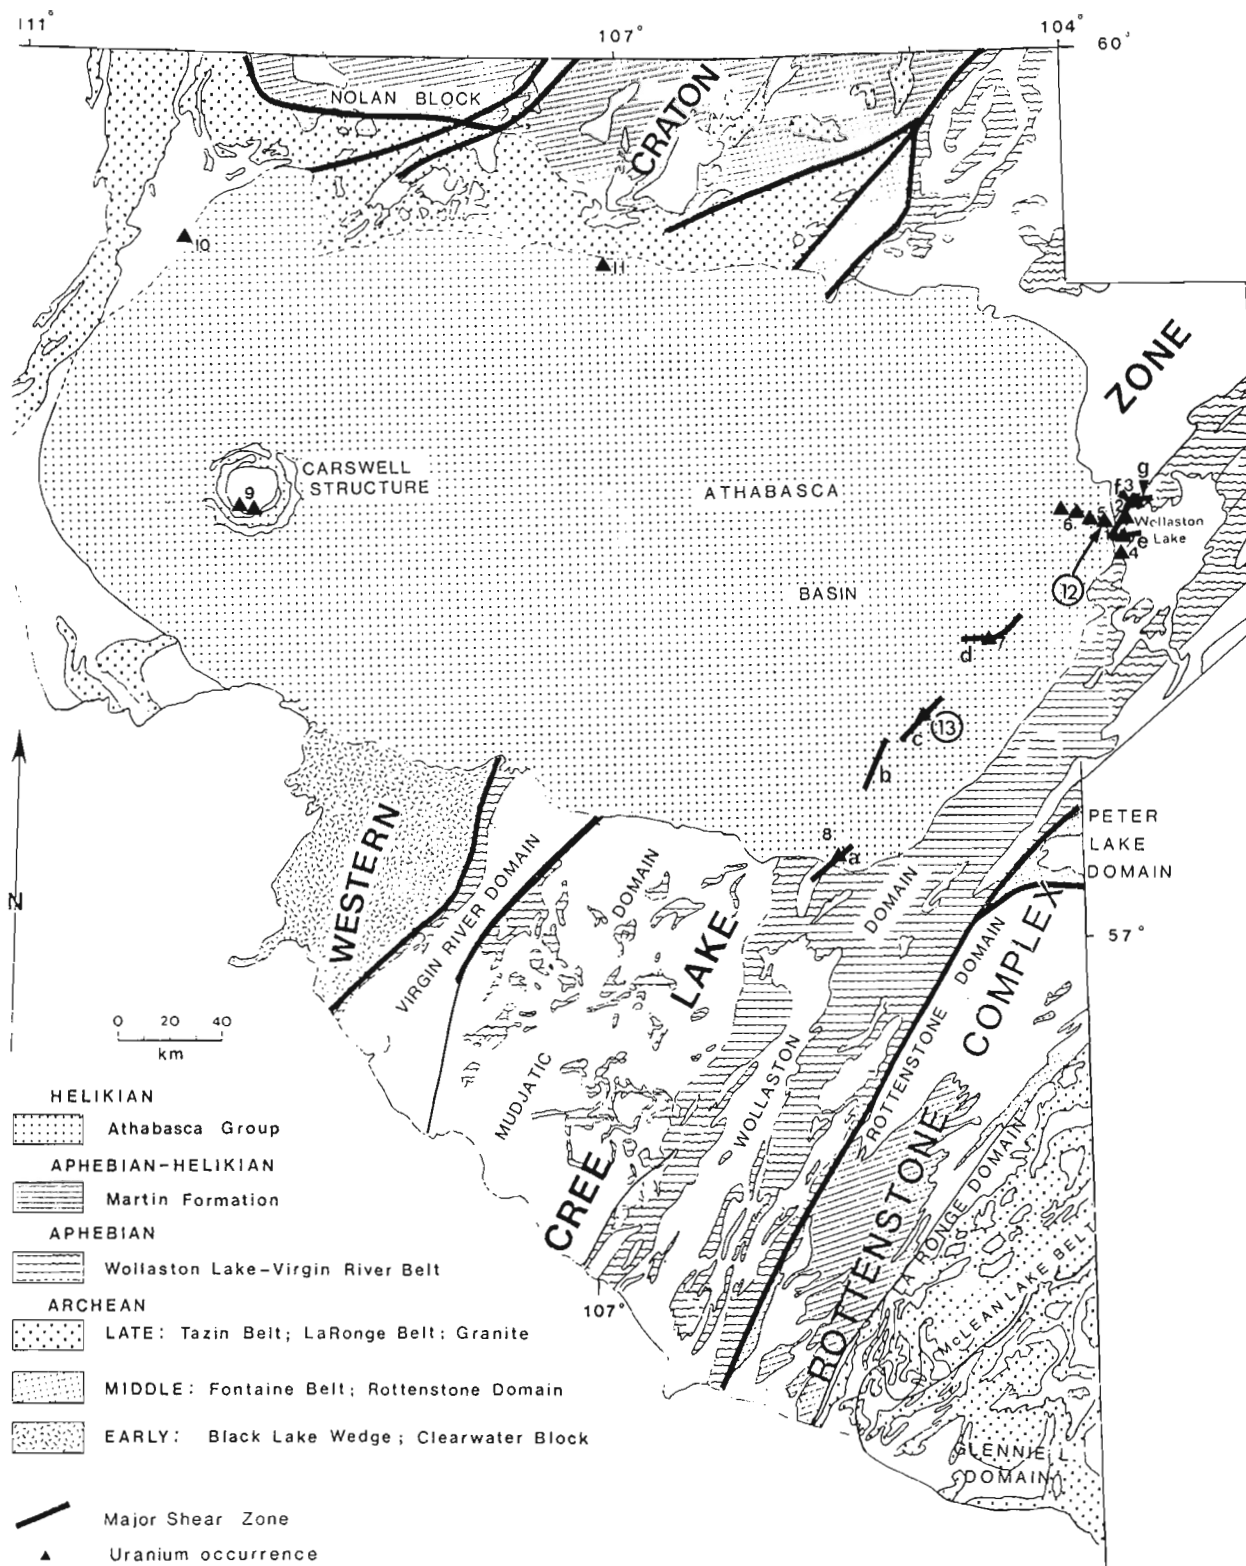 111°
107°
104°
60°
NOLAN BLOCK
CRATON
10
11
ZONE
CARSWELL
STRUCTURE
9
ATHABASCA
BASIN
g
f 3
2
5
6
Wollaston
Lake
e
4
12
d
7
c
13
b
8
a
PETER
LAKE
DOMAIN
WESTERN
VIRGIN RIVER DOMAIN
DOMAIN
LAKE
DOMAIN
57°
N
0 20 40
km
MUDJATIC
WOLLASTON
ROTTENSTONE DOMAIN
COMPLEX
CREE
ROTTENSTONE
LA RONGE DOMAIN
McLEAN LAKE BELT
107°
GLENNIE L.
DOMAIN
HELIKIAN
Athabasca Group
APHEBIAN-HELIKIAN
Martin Formation
APHEBIAN
Wollaston Lake-Virgin River Belt
ARCHEAN
LATE: Tazin Belt; LaRonge Belt; Granite
MIDDLE: Fontaine Belt; Rottenstone Domain
EARLY: Black Lake Wedge; Clearwater Block
Major Shear Zone
Uranium occurrence